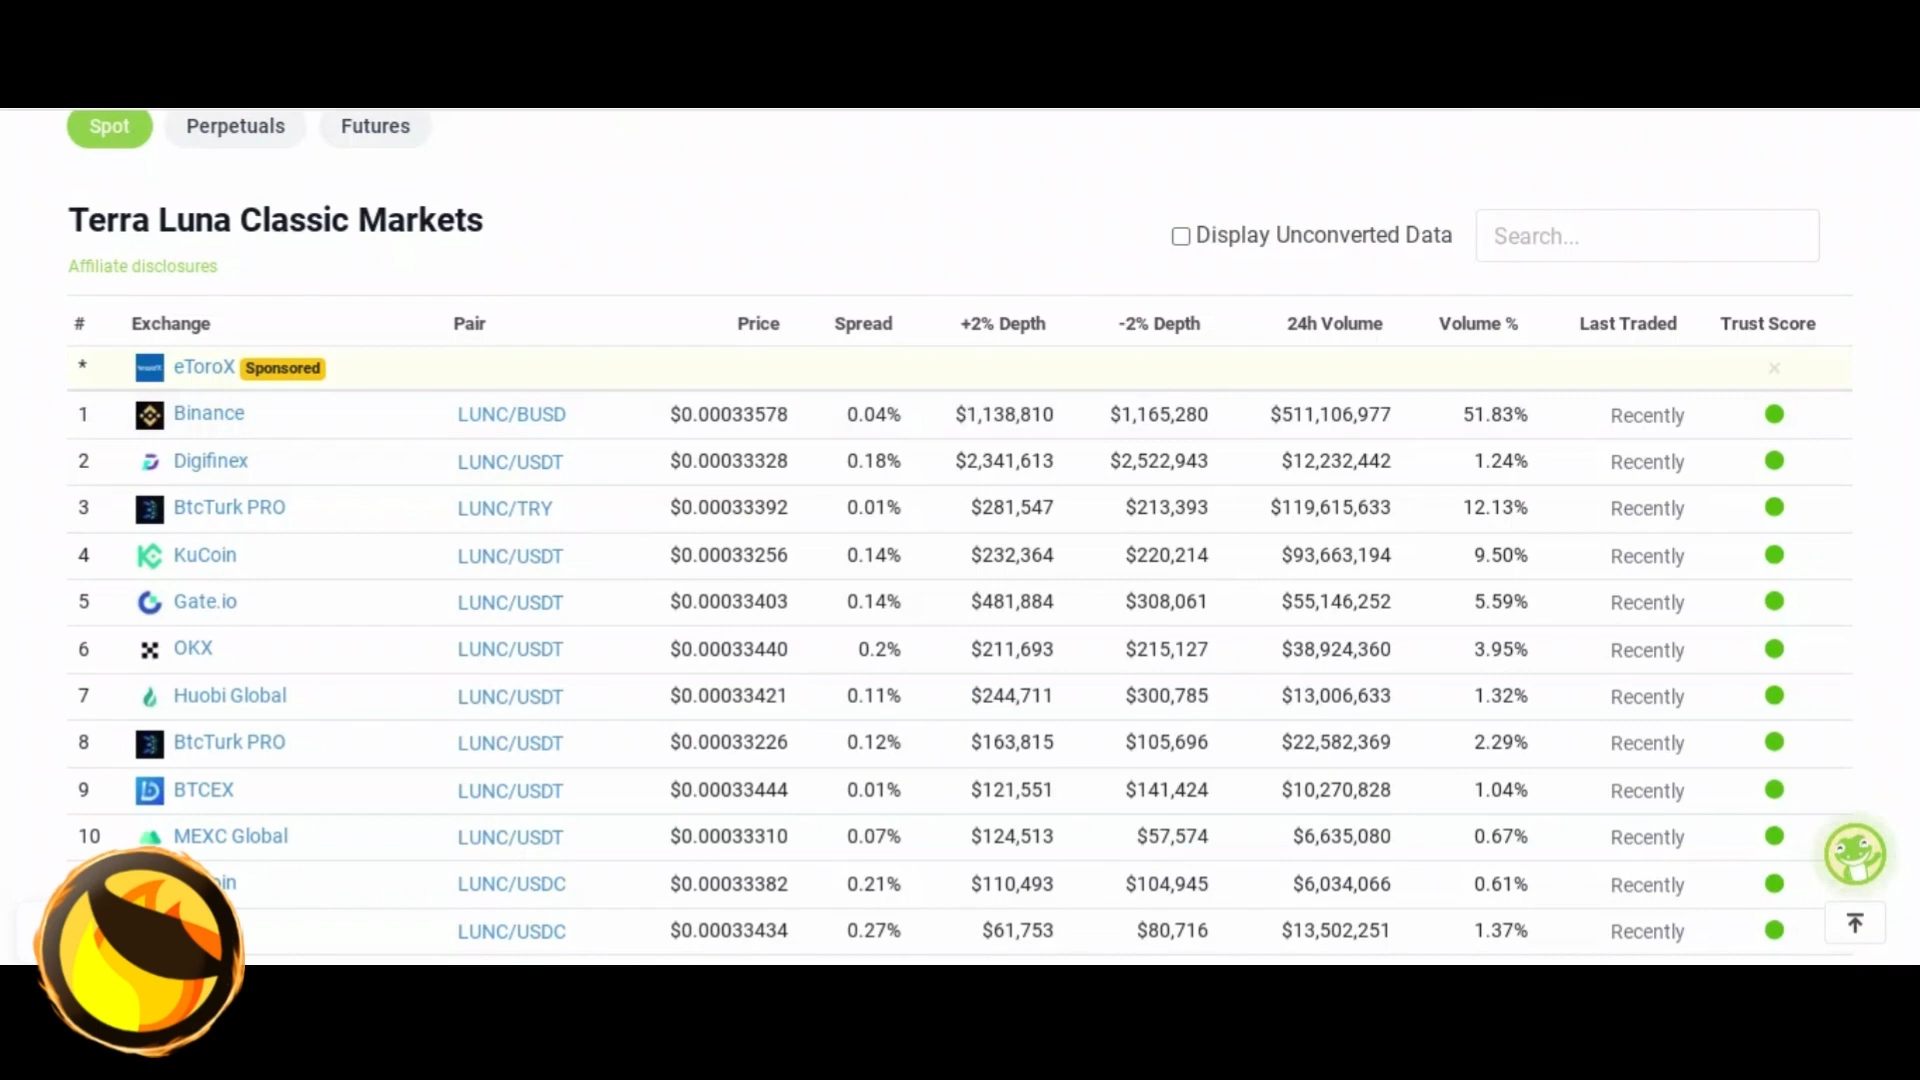 Spot Perpetuals Futures
Terra Luna Classic Markets
Display Unconverted Data Search...
Affiliate disclosures
# Exchange Pair Price Spread +2% Depth -2% Depth 24h Volume Volume % Last Traded Trust Score
* eToroX Sponsored ×
1 Binance LUNC/BUSD $0.00033578 0.04% $1,138,810 $1,165,280 $511,106,977 51.83% Recently
2 Digifinex LUNC/USDT $0.00033328 0.18% $2,341,613 $2,522,943 $12,232,442 1.24% Recently
3 BtcTurk PRO LUNC/TRY $0.00033392 0.01% $281,547 $213,393 $119,615,633 12.13% Recently
4 KuCoin LUNC/USDT $0.00033256 0.14% $232,364 $220,214 $93,663,194 9.50% Recently
5 Gate.io LUNC/USDT $0.00033403 0.14% $481,884 $308,061 $55,146,252 5.59% Recently
6 OKX LUNC/USDT $0.00033440 0.2% $211,693 $215,127 $38,924,360 3.95% Recently
7 Huobi Global LUNC/USDT $0.00033421 0.11% $244,711 $300,785 $13,006,633 1.32% Recently
8 BtcTurk PRO LUNC/USDT $0.00033226 0.12% $163,815 $105,696 $22,582,369 2.29% Recently
9 BTCEX LUNC/USDT $0.00033444 0.01% $121,551 $141,424 $10,270,828 1.04% Recently
10 MEXC Global LUNC/USDT $0.00033310 0.07% $124,513 $57,574 $6,635,080 0.67% Recently
LUNC/USDC $0.00033382 0.21% $110,493 $104,945 $6,034,066 0.61% Recently
LUNC/USDC $0.00033434 0.27% $61,753 $80,716 $13,502,251 1.37% Recently